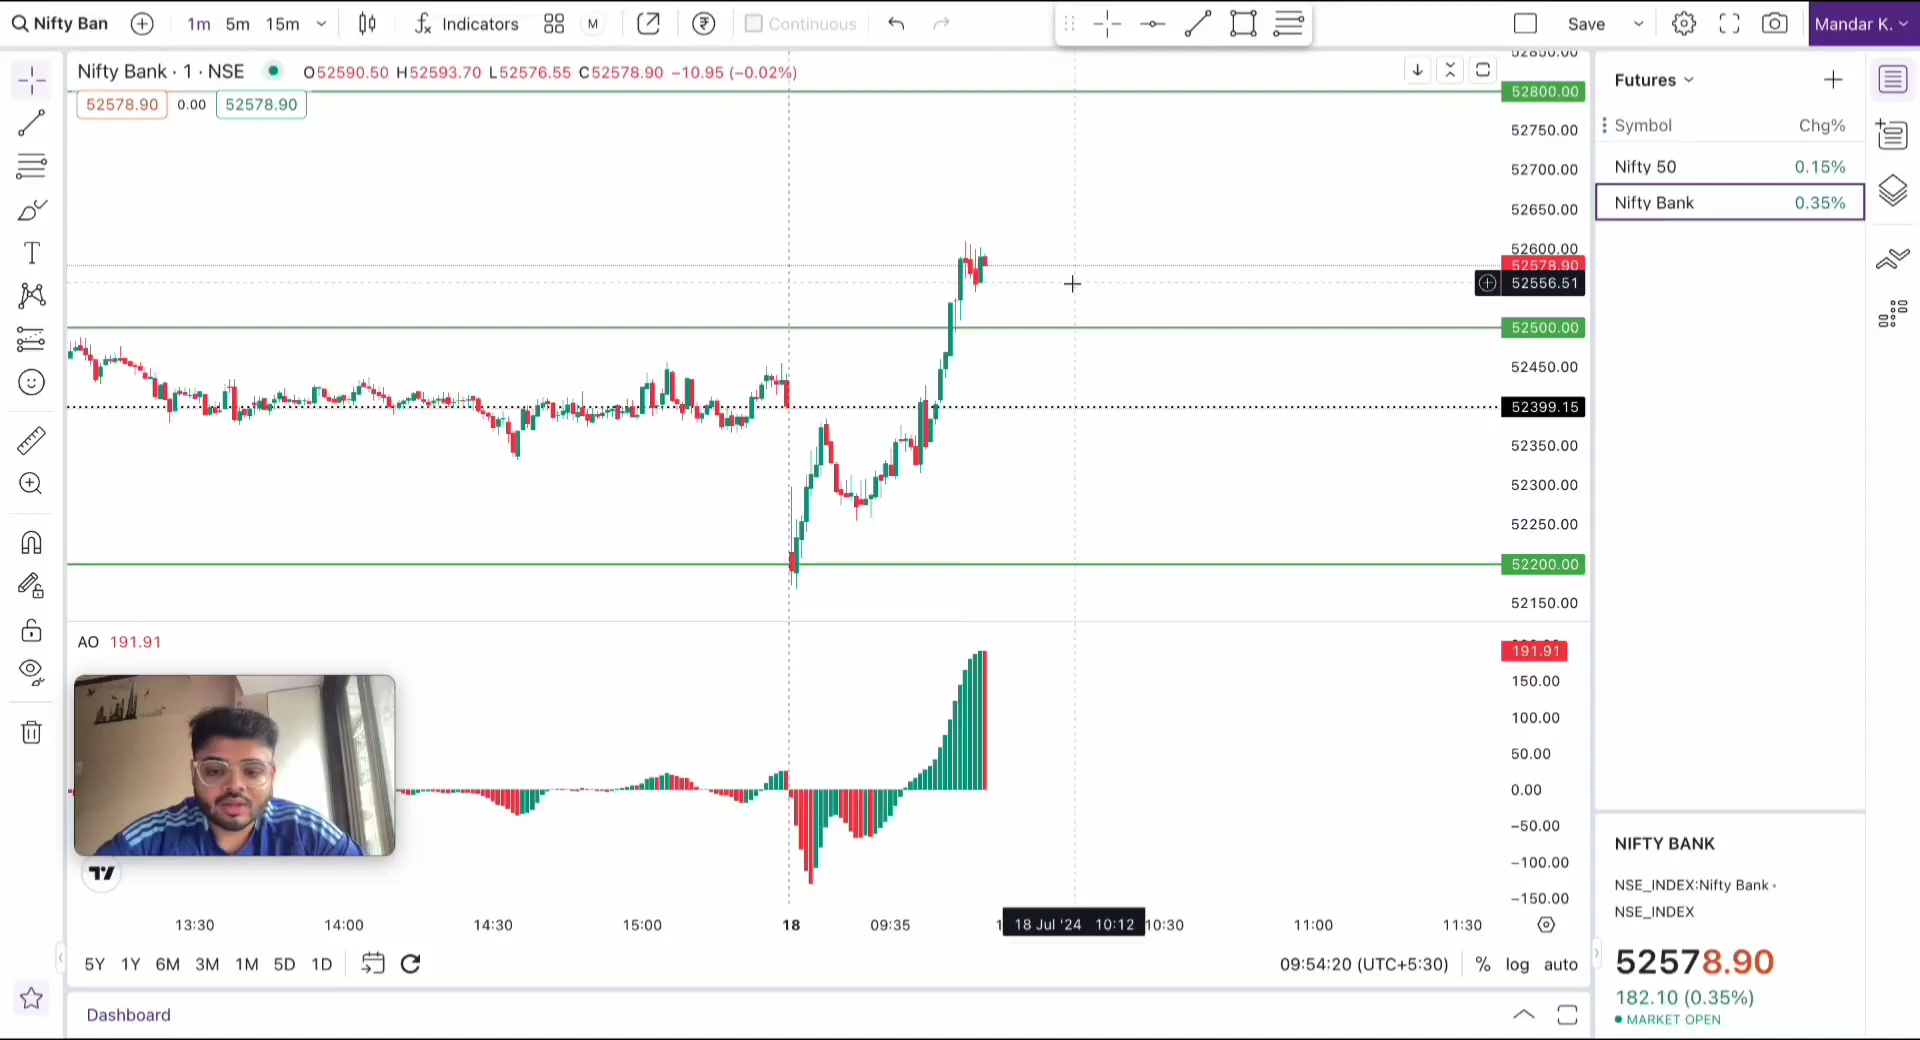 Nifty Ban
1m 5m 15m
Indicators
M
Continuous
Save
Mandar K.
Nifty Bank · 1 · NSE
O52590.50 H52593.70 L52576.55 C52578.90 −10.95 (−0.02%)
52578.90 0.00 52578.90
52850.00
52800.00
52750.00
52700.00
52650.00
52600.00
52578.90
52556.51
52500.00
52450.00
52399.15
52350.00
52300.00
52250.00
52200.00
52150.00
AO 191.91
191.91
150.00
100.00
50.00
0.00
−50.00
−100.00
−150.00
13:30 14:00 14:30 15:00 18 09:35 18 Jul '24 10:12 10:30 11:00 11:30
5Y 1Y 6M 3M 1M 5D 1D
09:54:20 (UTC+5:30) % log auto
Dashboard
Futures
Symbol Chg%
Nifty 50 0.15%
Nifty Bank 0.35%
NIFTY BANK
NSE_INDEX:Nifty Bank ·
NSE_INDEX
52578.90
182.10 (0.35%)
MARKET OPEN